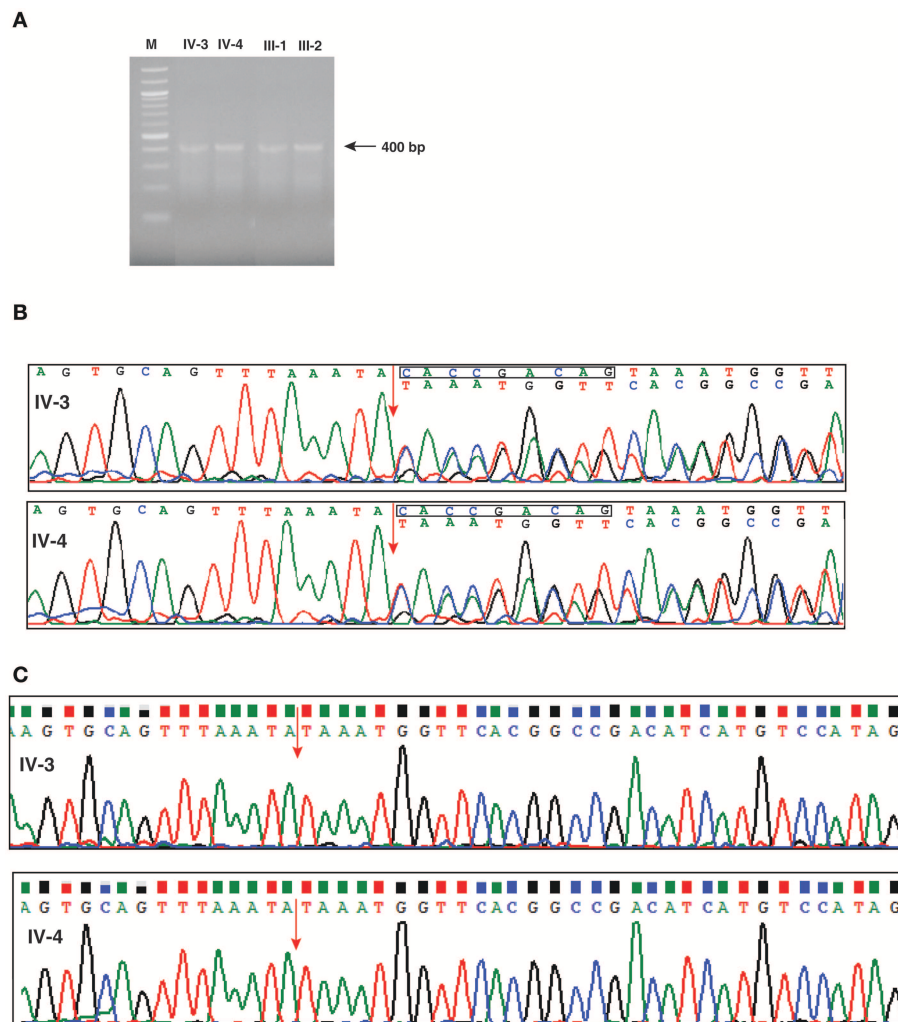 A
M IV-3 IV-4 III-1 III-2
400 bp
B
A G T G C A G T T T A A A T A C A C C G A C A G T A A A T G G T T
T A A A T G G T T C A C G G C C G A
IV-3
A G T G C A G T T T A A A T A C A C C G A C A G T A A A T G G T T
T A A A T G G T T C A C G G C C G A
IV-4
C
A A G T G C A G T T T A A A T A T A A A T G G T T C A C G G C C G A C A T C A T G T C C A T A G
IV-3
A G T G C A G T T T A A A T A T A A A T G G T T C A C G G C C G A C A T C A T G T C C A T A G
IV-4